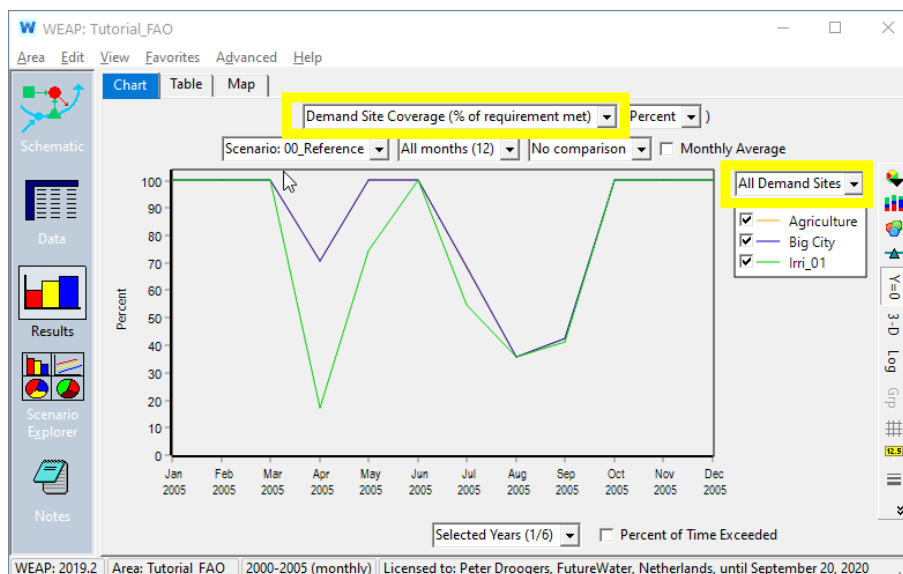 WEAP: Tutorial_FAO
Area Edit View Favorites Advanced Help
Chart Table Map
Demand Site Coverage (% of requirement met) Percent )
Scenario: 00_Reference All months (12) No comparison Monthly Average
Schematic
Data
Results
Scenario
Explorer
Notes
All Demand Sites
Agriculture
Big City
Irri_01
Y=0
3-D
Log
Grp
12.5
Percent
100
90
80
70
60
50
40
30
20
10
0
Jan Feb Mar Apr May Jun Jul Aug Sep Oct Nov Dec
2005 2005 2005 2005 2005 2005 2005 2005 2005 2005 2005 2005
Selected Years (1/6) Percent of Time Exceeded
WEAP: 2019.2 Area: Tutorial_FAO 2000-2005 (monthly) Licensed to: Peter Droogers, FutureWater, Netherlands, until September 20, 2020